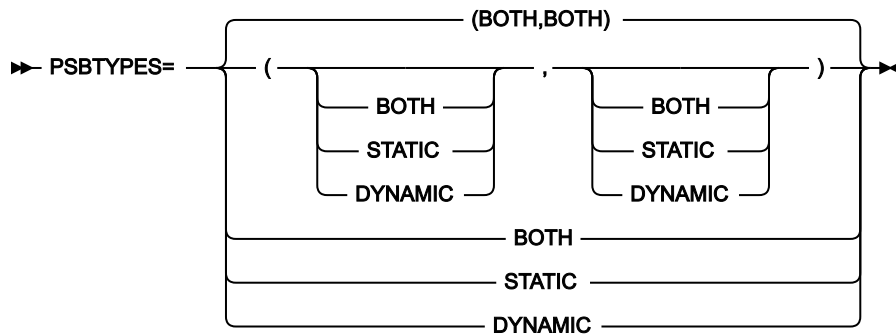 (BOTH,BOTH)
PSBTYPES= ( , )
BOTH BOTH
STATIC STATIC
DYNAMIC DYNAMIC
BOTH
STATIC
DYNAMIC